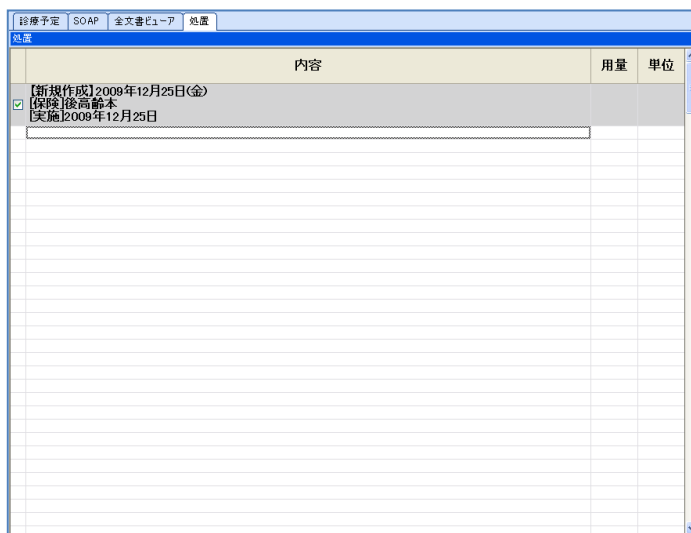 診療予定 SOAP 全文書ビューア 処置
処置
内容 用量 単位
【新規作成】2009年12月25日(金)
[保険]後高齢本
[実施]2009年12月25日